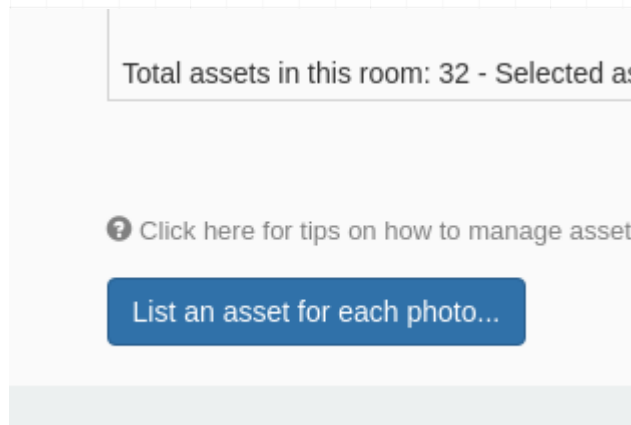 Total assets in this room: 32 - Selected
Click here for tips on how to manage
List an asset for each photo...